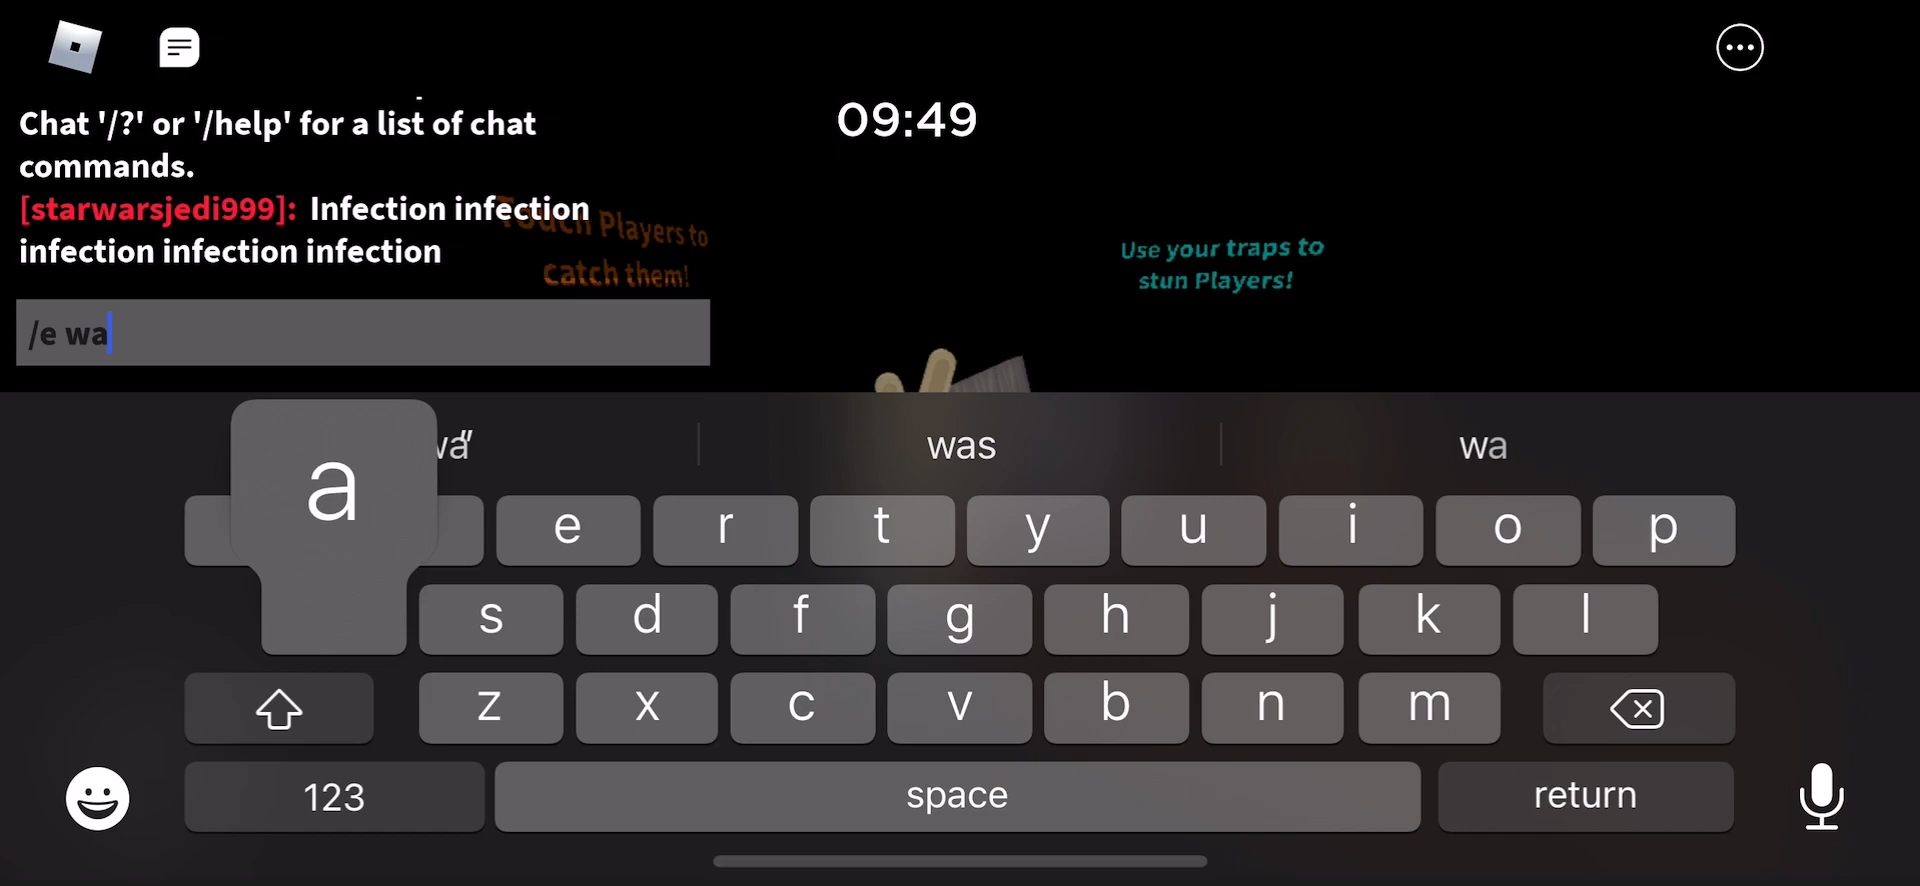 Chat '/?' or '/help' for a list of chat
commands.
[starwarsjedi999]: Infection infection
infection infection infection
09:49
Touch Players to
catch them!
Use your traps to
stun Players!
/e wa
was
wa
a
e r t y u i o p
s d f g h j k l
z x c v b n m
123 space return